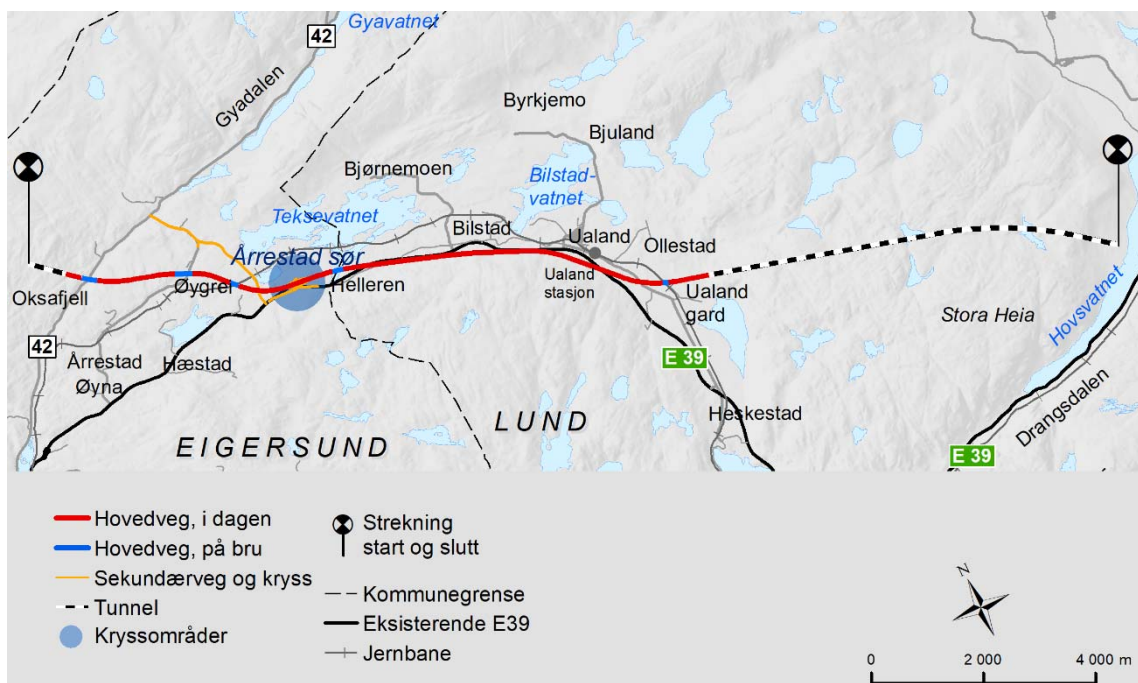 Gyavatnet
42
Gyadalen
Byrkjemo
Bjuland
Bjørnemoen
Bilstad-
vatnet
Teksevatnet
Bilstad
Ualand
Ollestad
Årrestad sør
Oksafjell
Øygrei
Helleren
Ualand
stasjon
Ualand
gard
Stora Heia
Hovsvatnet
42
Årrestad
Øyna
Hæstad
E 39
Heskestad
Drangsdalen
LUND
EIGERSUND
E 39
Hovedveg, i dagen
Hovedveg, på bru
Sekundærveg og kryss
Tunnel
Kryssområder
Strekning
start og slutt
Kommunegrense
Eksisterende E39
Jernbane
N
0 2 000 4 000 m